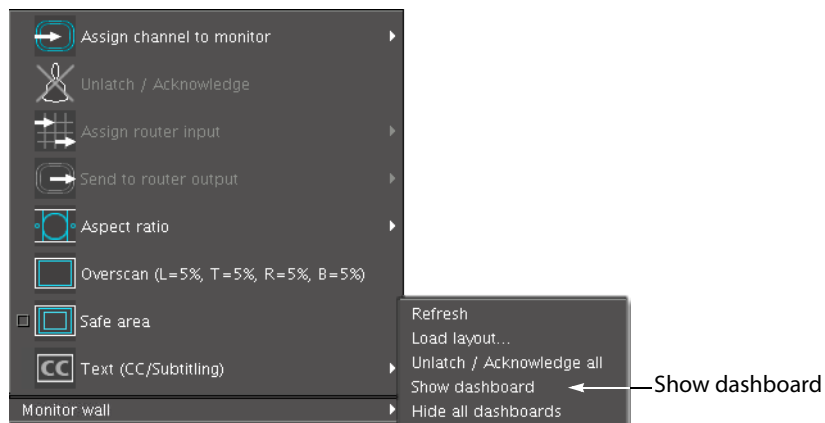 Assign channel to monitor
Unlatch / Acknowledge
Assign router input
Send to router output
Aspect ratio
Overscan (L=5%, T=5%, R=5%, B=5%)
Safe area
CC Text (CC/Subtitling)
Monitor wall
Refresh
Load layout...
Unlatch / Acknowledge all
Show dashboard
Hide all dashboards
Show dashboard